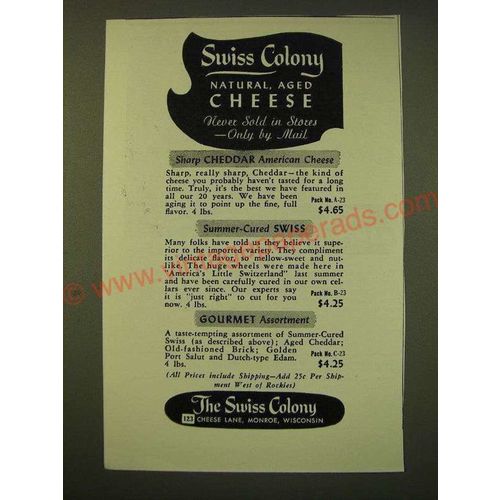 Swiss Colony
NATURAL, AGED
CHEESE
Never Sold in Stores
—Only by Mail
Sharp CHEDDAR American Cheese
Sharp, really sharp, Cheddar—the kind of
cheese you probably haven't tasted for a long
time. Truly, it's the best we have featured in
all our 20 years. We have been
aging it to point up the fine, full
flavor. 4 lbs.
Pack No. A-23
$4.65
Summer-Cured SWISS
Many folks have told us they believe it supe-
rior to the imported variety. They compliment
its delicate flavor, mellow-sweet and nut-
like. The huge wheels were made here in
"America's Little Switzerland" last summer
and have been carefully cured in our own cel-
lars ever since. Our experts say
it is "just right" to cut for you
now. 4 lbs.
Pack No. B-23
$4.25
GOURMET Assortment
A taste-tempting assortment of Summer-Cured
Swiss (as described above); Aged Cheddar;
Old-fashioned Brick; Golden
Port Salut and Dutch-type Edam.
4 lbs.
Pack No. C-23
$4.25
(All Prices include Shipping—Add 25c Per Ship-
ment West of Rockies)
The Swiss Colony
123 CHEESE LANE, MONROE, WISCONSIN